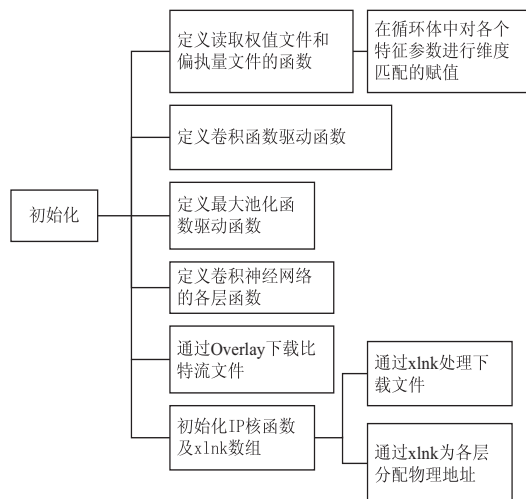 定义读取权值文件和
偏执量文件的函数
在循环体中对各个
特征参数进行维度
匹配的赋值
定义卷积函数驱动函数
初始化
定义最大池化函
数驱动函数
定义卷积神经网络
的各层函数
通过Overlay下载比
特流文件
初始化IP核函数
及xlnk数组
通过xlnk处理下
载文件
通过xlnk为各层
分配物理地址